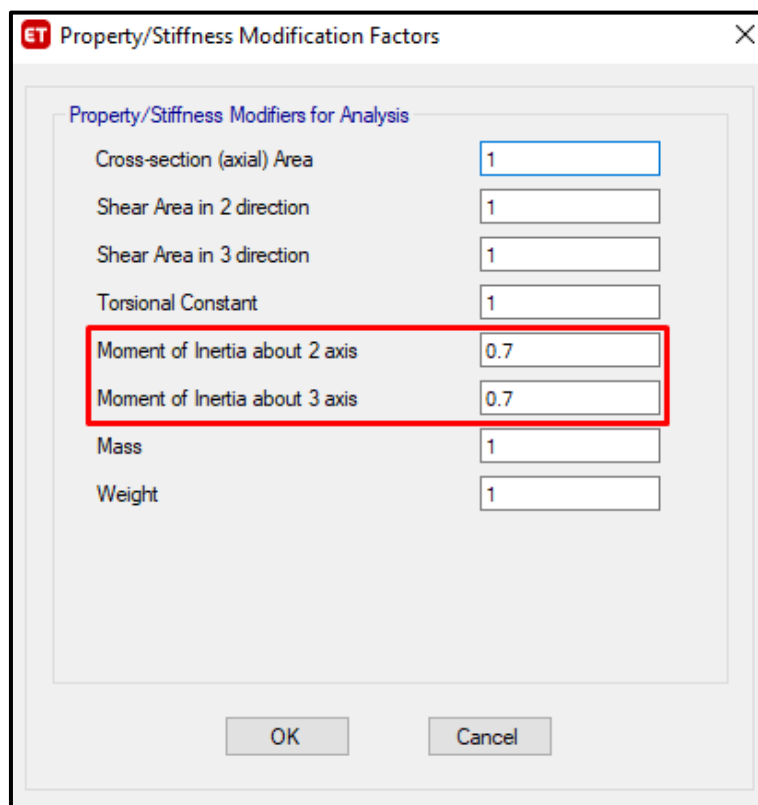 ET Property/Stiffness Modification Factors
Property/Stiffness Modifiers for Analysis
Cross-section (axial) Area 1
Shear Area in 2 direction 1
Shear Area in 3 direction 1
Torsional Constant 1
Moment of Inertia about 2 axis 0.7
Moment of Inertia about 3 axis 0.7
Mass 1
Weight 1
OK Cancel